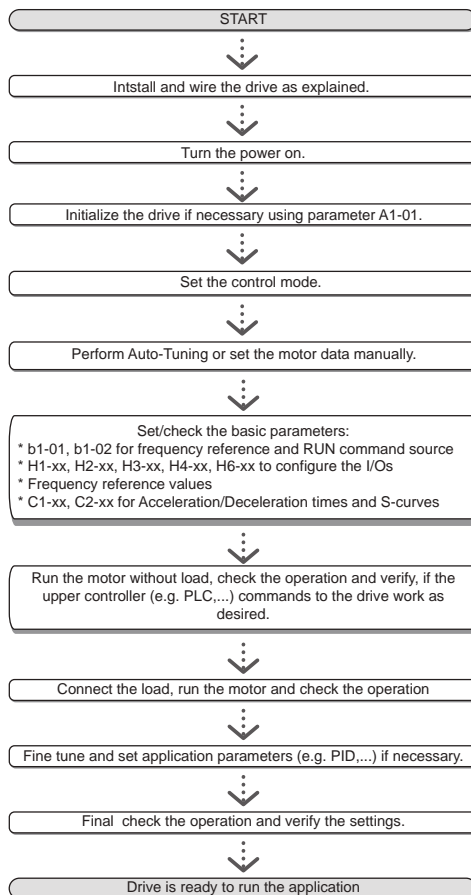 START
Intstall and wire the drive as explained.
Turn the power on.
Initialize the drive if necessary using parameter A1-01.
Set the control mode.
Perform Auto-Tuning or set the motor data manually.
Set/check the basic parameters:
* b1-01, b1-02 for frequency reference and RUN command source
* H1-xx, H2-xx, H3-xx, H4-xx, H6-xx to configure the I/Os
* Frequency reference values
* C1-xx, C2-xx for Acceleration/Deceleration times and S-curves
Run the motor without load, check the operation and verify, if the
upper controller (e.g. PLC,...) commands to the drive work as
desired.
Connect the load, run the motor and check the operation
Fine tune and set application parameters (e.g. PID,...) if necessary.
Final check the operation and verify the settings.
Drive is ready to run the application